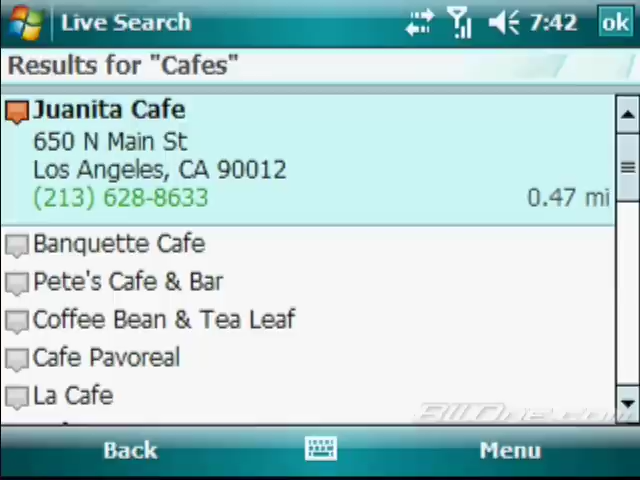 Live Search
7:42
ok
Results for "Cafes"
Juanita Cafe
650 N Main St
Los Angeles, CA 90012
(213) 628-8633
0.47 mi
Banquette Cafe
Pete's Cafe & Bar
Coffee Bean & Tea Leaf
Cafe Pavoreal
La Cafe
Back
Menu